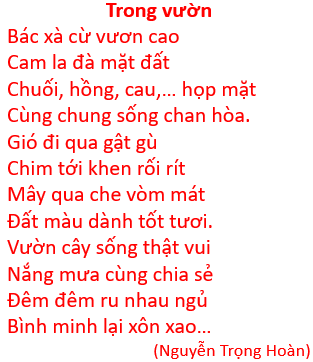 Trong vườn
Bác xà cừ vươn cao
Cam la đà mặt đất
Chuối, hồng, cau,... họp mặt
Cùng chung sống chan hòa.
Gió đi qua gật gù
Chim tới khen rối rít
Mây qua che vòm mát
Đất màu dành tốt tươi.
Vườn cây sống thật vui
Nắng mưa cùng chia sẻ
Đêm đêm ru nhau ngủ
Bình minh lại xôn xao...
(Nguyễn Trọng Hoàn)